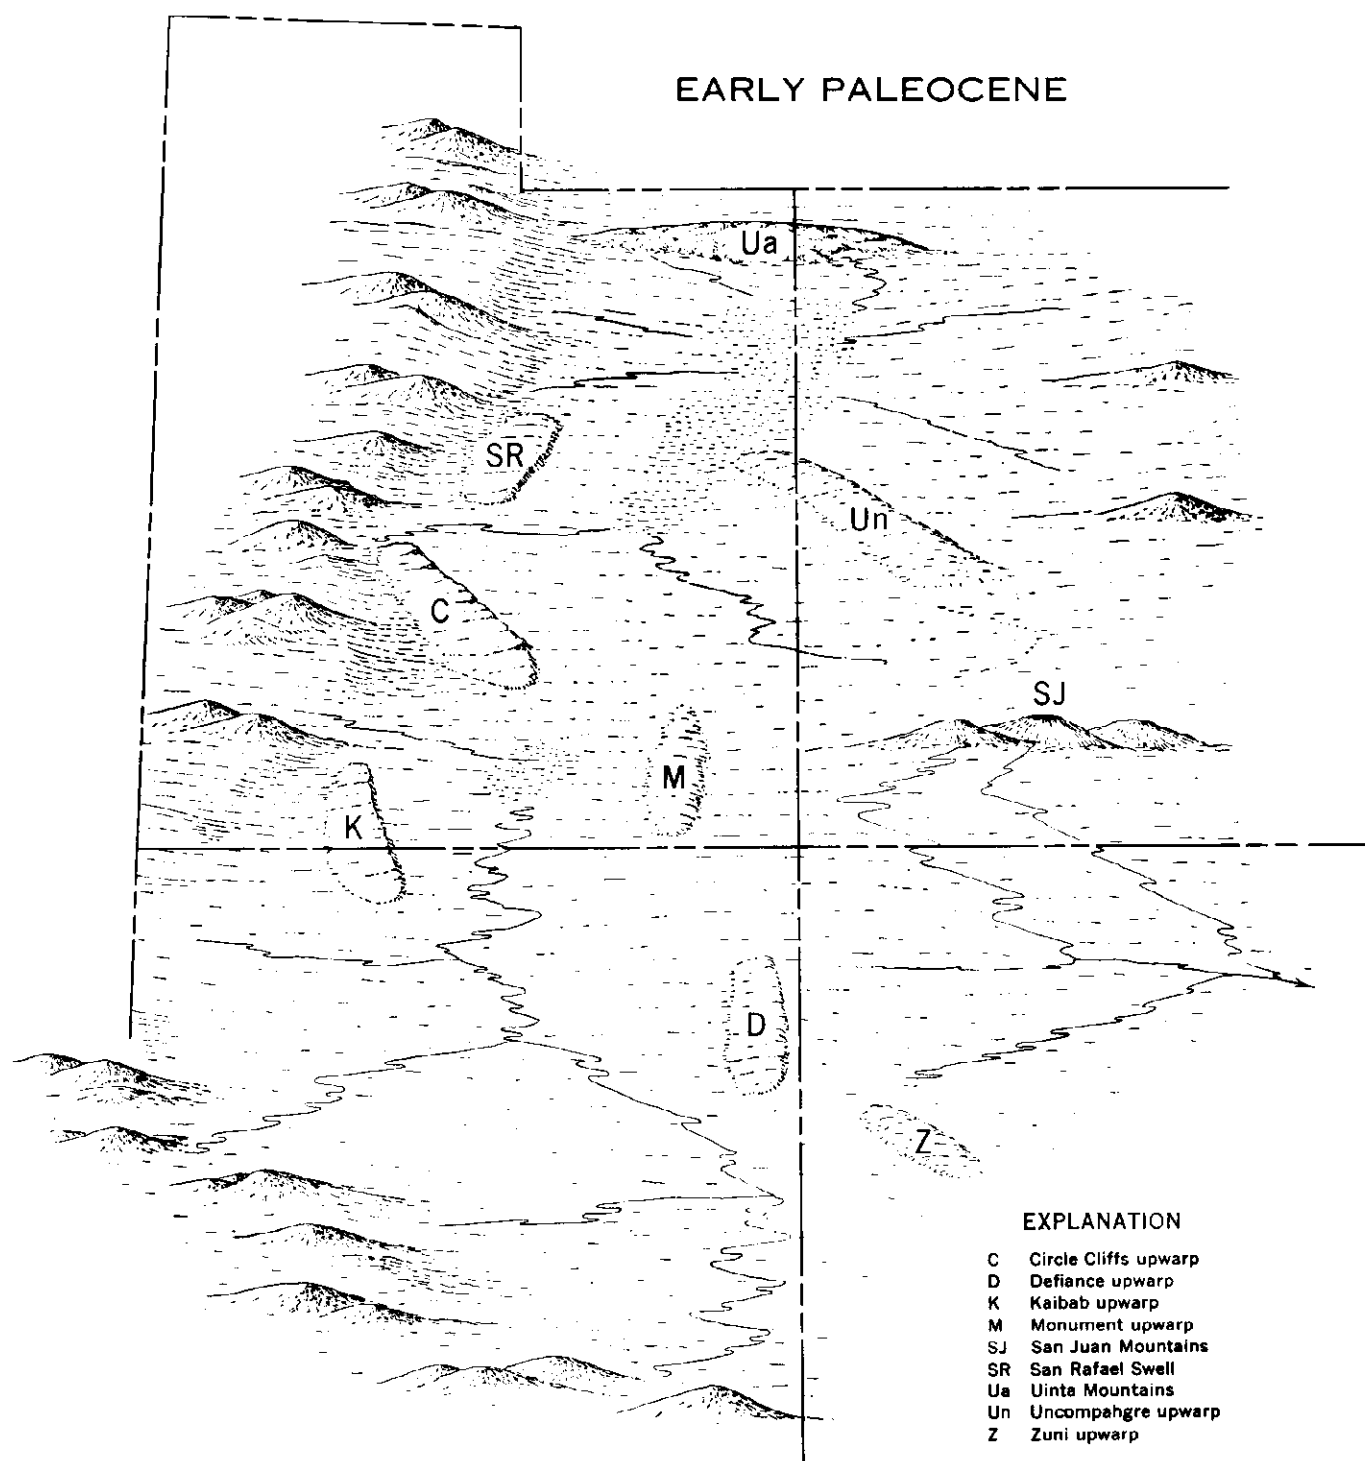 EARLY PALEOCENE
Ua
SR
Un
C
SJ
M
K
D
Z
EXPLANATION
C Circle Cliffs upwarp
D Defiance upwarp
K Kaibab upwarp
M Monument upwarp
SJ San Juan Mountains
SR San Rafael Swell
Ua Uinta Mountains
Un Uncompahgre upwarp
Z Zuni upwarp